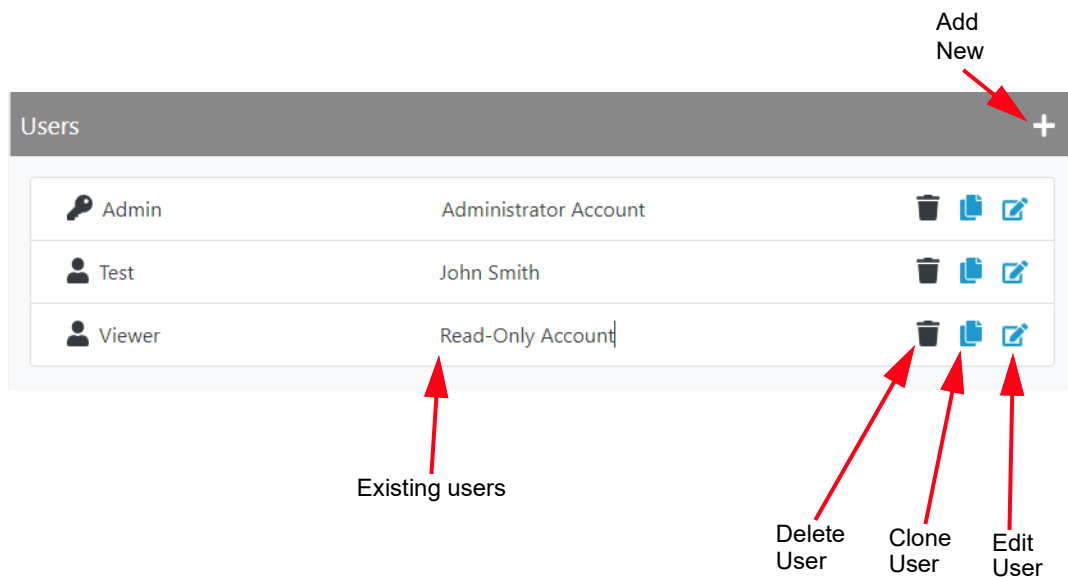 Add
New
Users
Admin Administrator Account
Test John Smith
Viewer Read-Only Account
Existing users
Delete
User
Clone
User
Edit
User